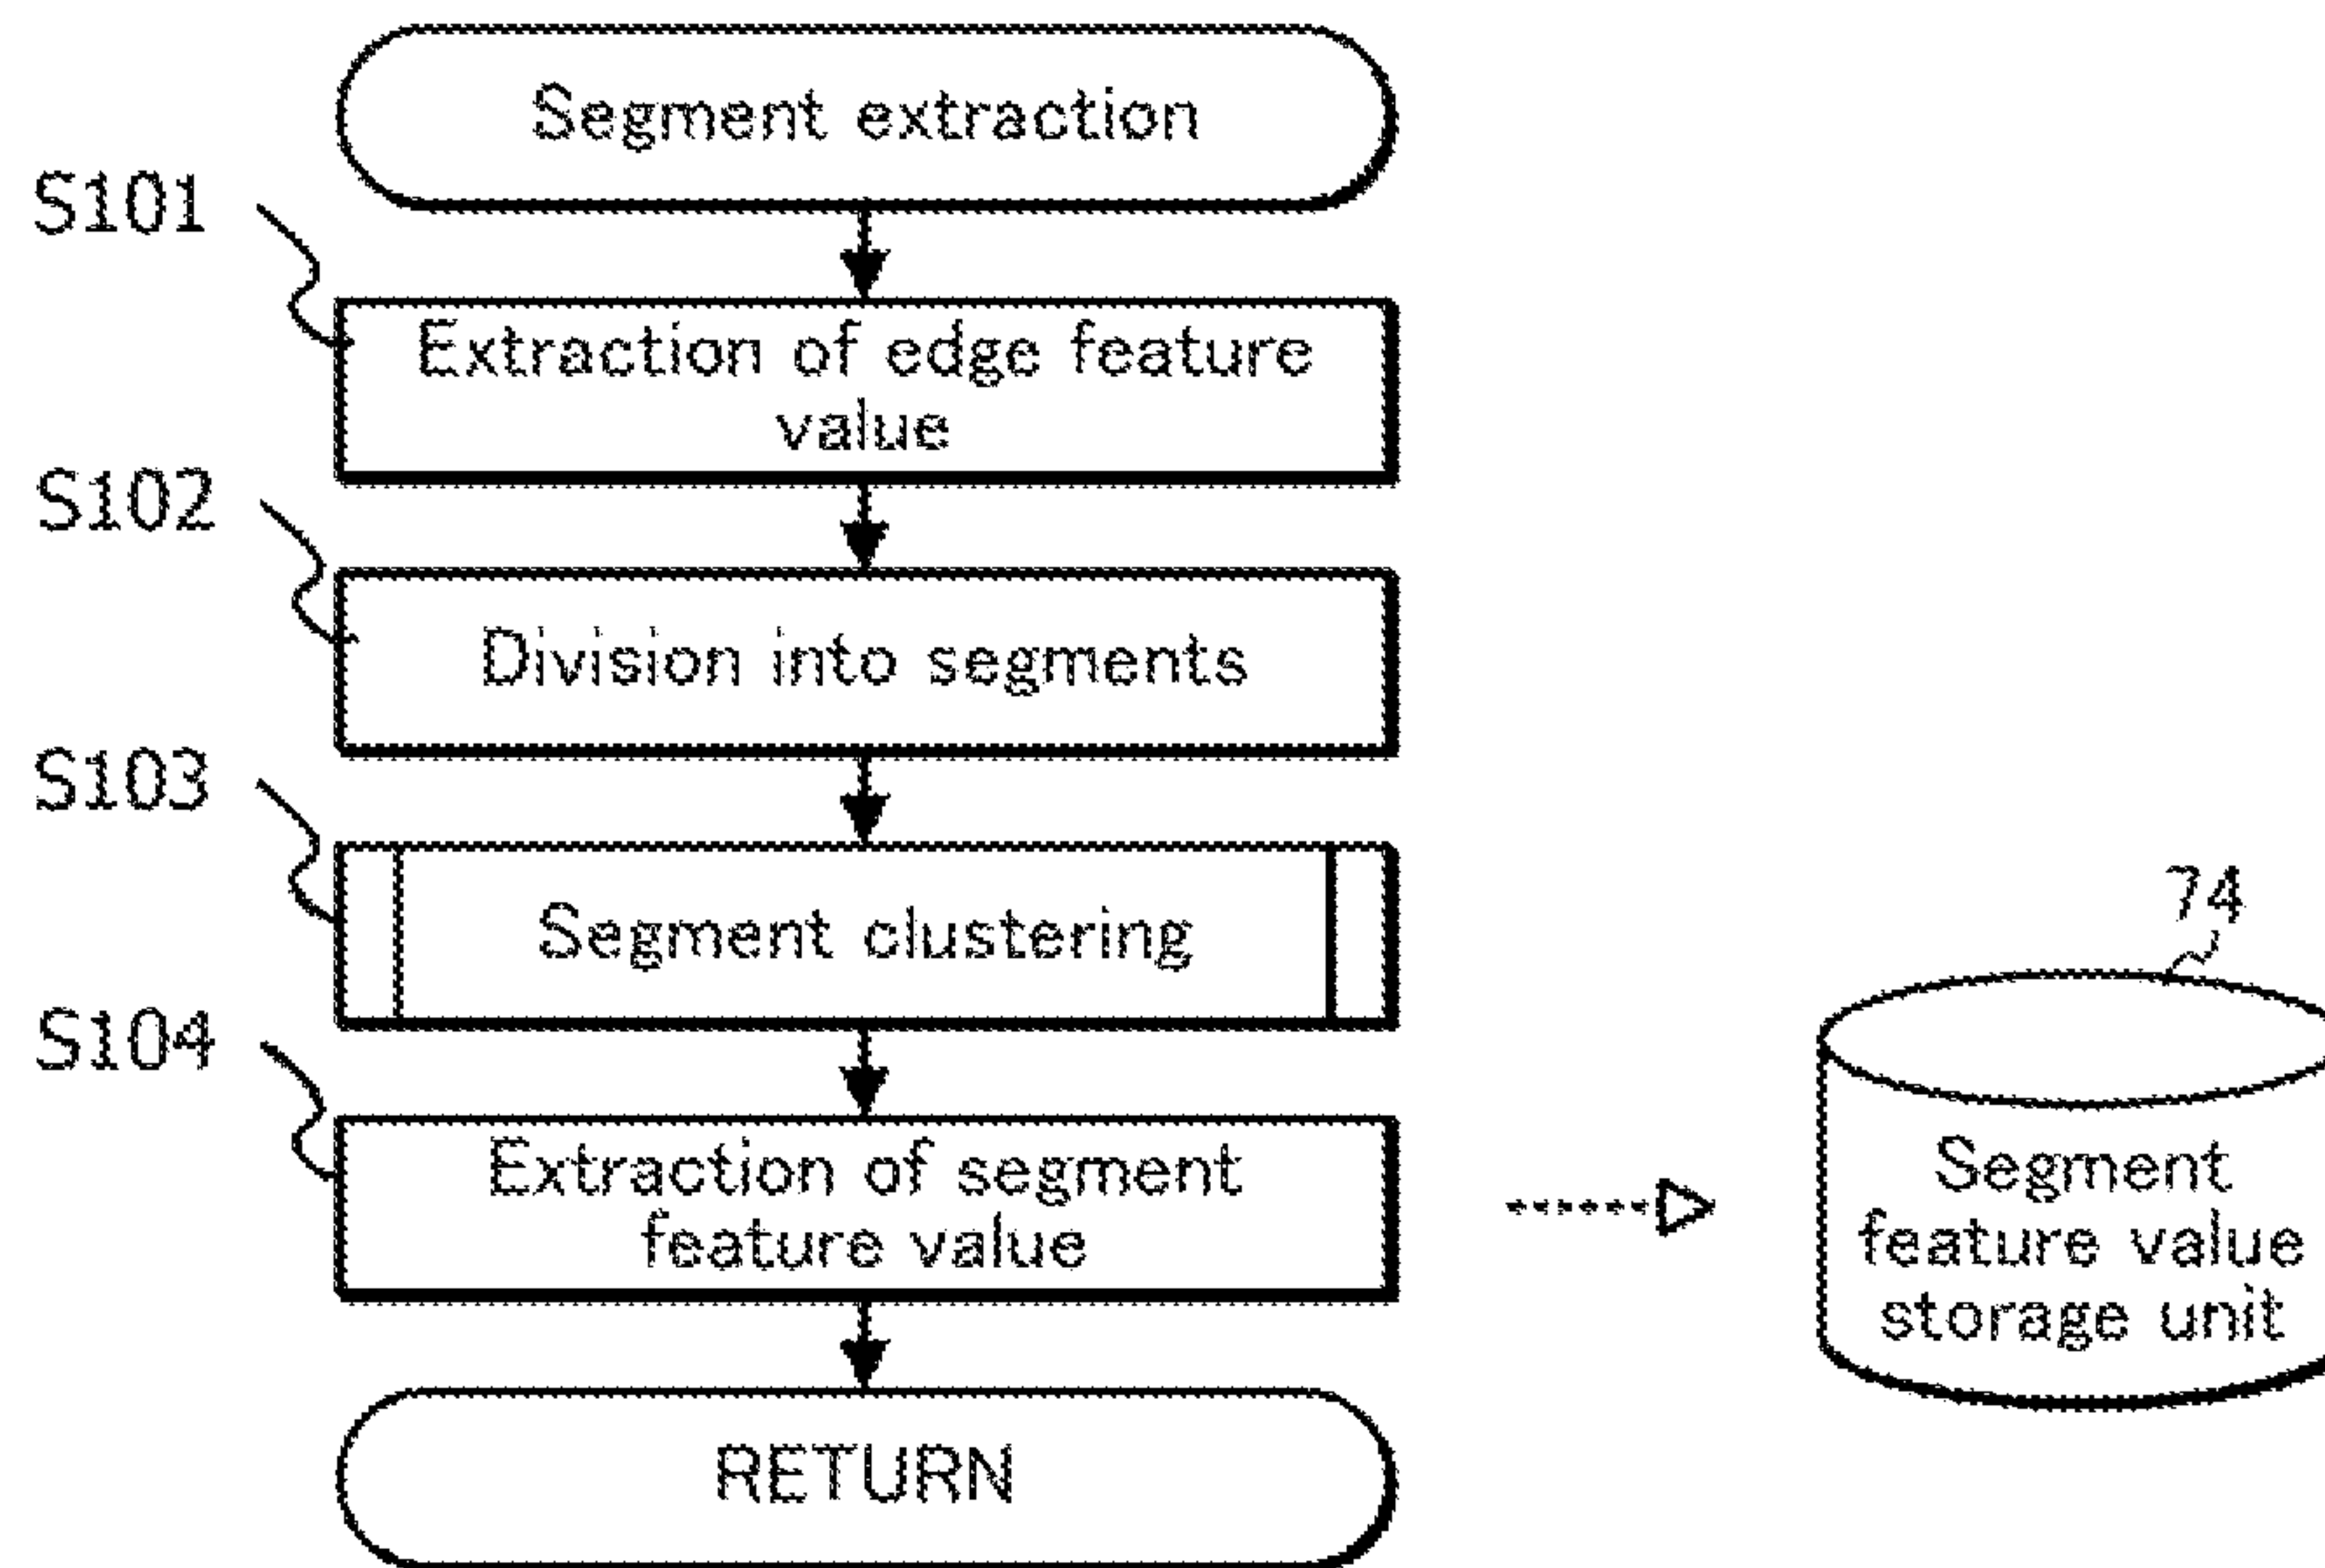 Segment extraction
S101
Extraction of edge feature
value
S102
Division into segments
S103
Segment clustering
S104
Extraction of segment
feature value
74
Segment
feature value
storage unit
RETURN